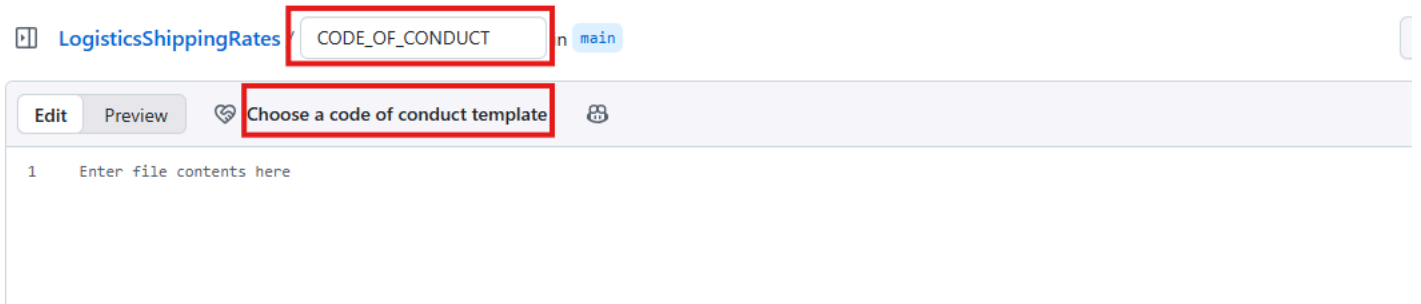 LogisticsShippingRates / CODE_OF_CONDUCT in main
Edit Preview Choose a code of conduct template
1 Enter file contents here